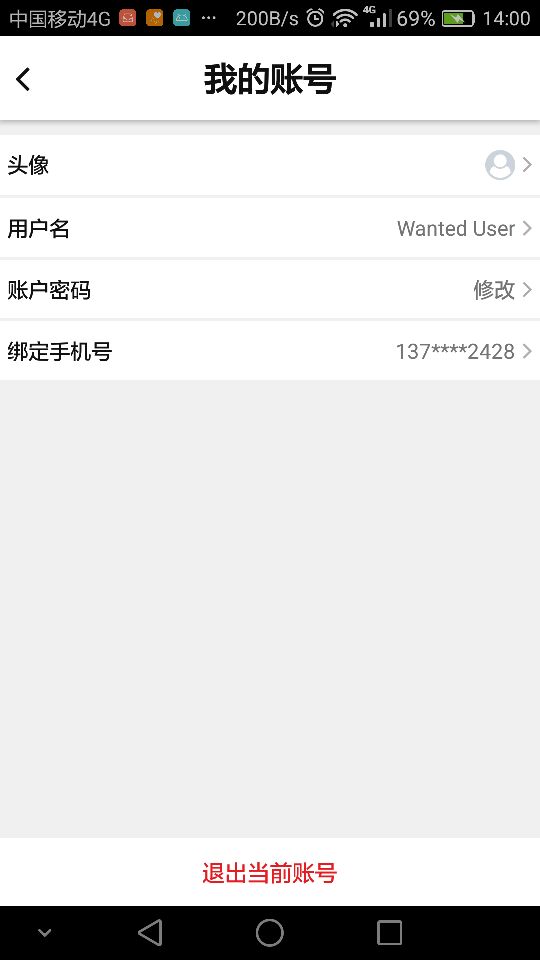 中国移动4G ... 200B/s 4G 69% 14:00
我的账号
头像
用户名 Wanted User
账户密码 修改
绑定手机号 137****2428
退出当前账号